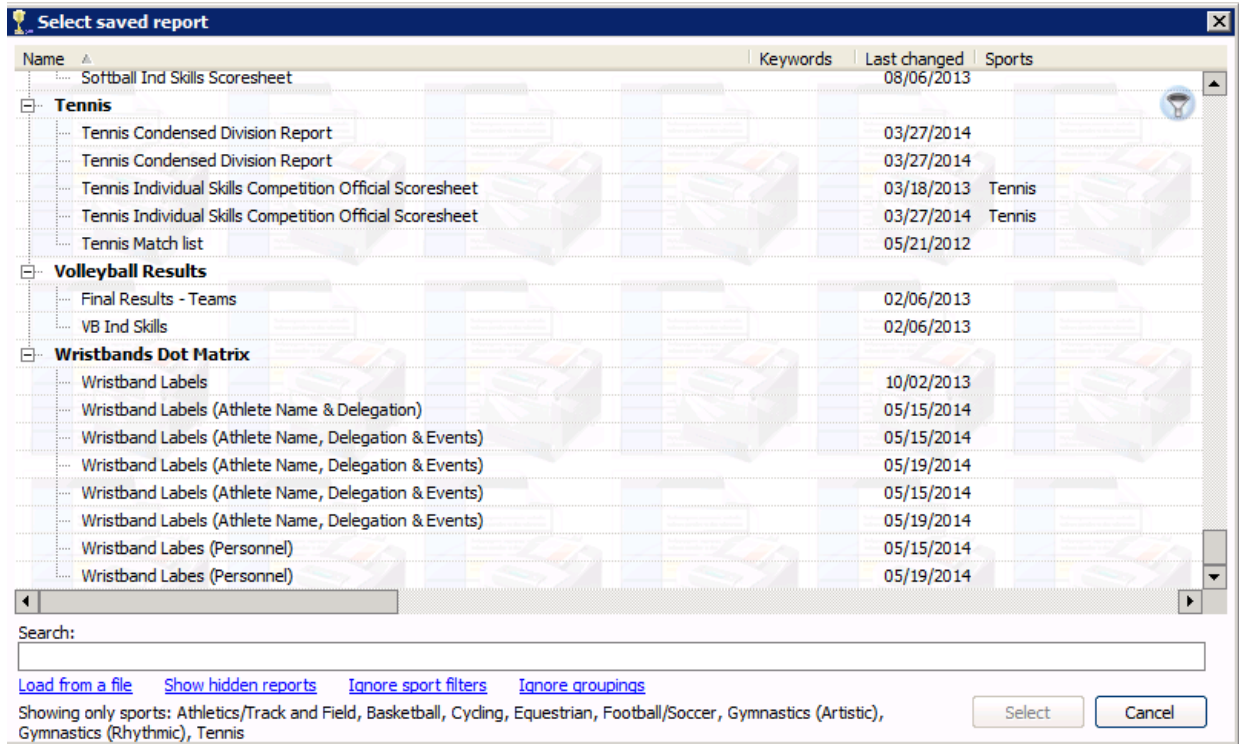 Select saved report
Name Keywords Last changed Sports
Softball Ind Skills Scoresheet 08/06/2013
Tennis
Tennis Condensed Division Report 03/27/2014
Tennis Condensed Division Report 03/27/2014
Tennis Individual Skills Competition Official Scoresheet 03/18/2013 Tennis
Tennis Individual Skills Competition Official Scoresheet 03/27/2014 Tennis
Tennis Match list 05/21/2012
Volleyball Results
Final Results - Teams 02/06/2013
VB Ind Skills 02/06/2013
Wristbands Dot Matrix
Wristband Labels 10/02/2013
Wristband Labels (Athlete Name & Delegation) 05/15/2014
Wristband Labels (Athlete Name, Delegation & Events) 05/15/2014
Wristband Labels (Athlete Name, Delegation & Events) 05/19/2014
Wristband Labels (Athlete Name, Delegation & Events) 05/15/2014
Wristband Labels (Athlete Name, Delegation & Events) 05/19/2014
Wristband Labes (Personnel) 05/15/2014
Wristband Labes (Personnel) 05/19/2014
Search:
Load from a file Show hidden reports Ignore sport filters Ignore groupings
Showing only sports: Athletics/Track and Field, Basketball, Cycling, Equestrian, Football/Soccer, Gymnastics (Artistic),
Gymnastics (Rhythmic), Tennis
Select Cancel